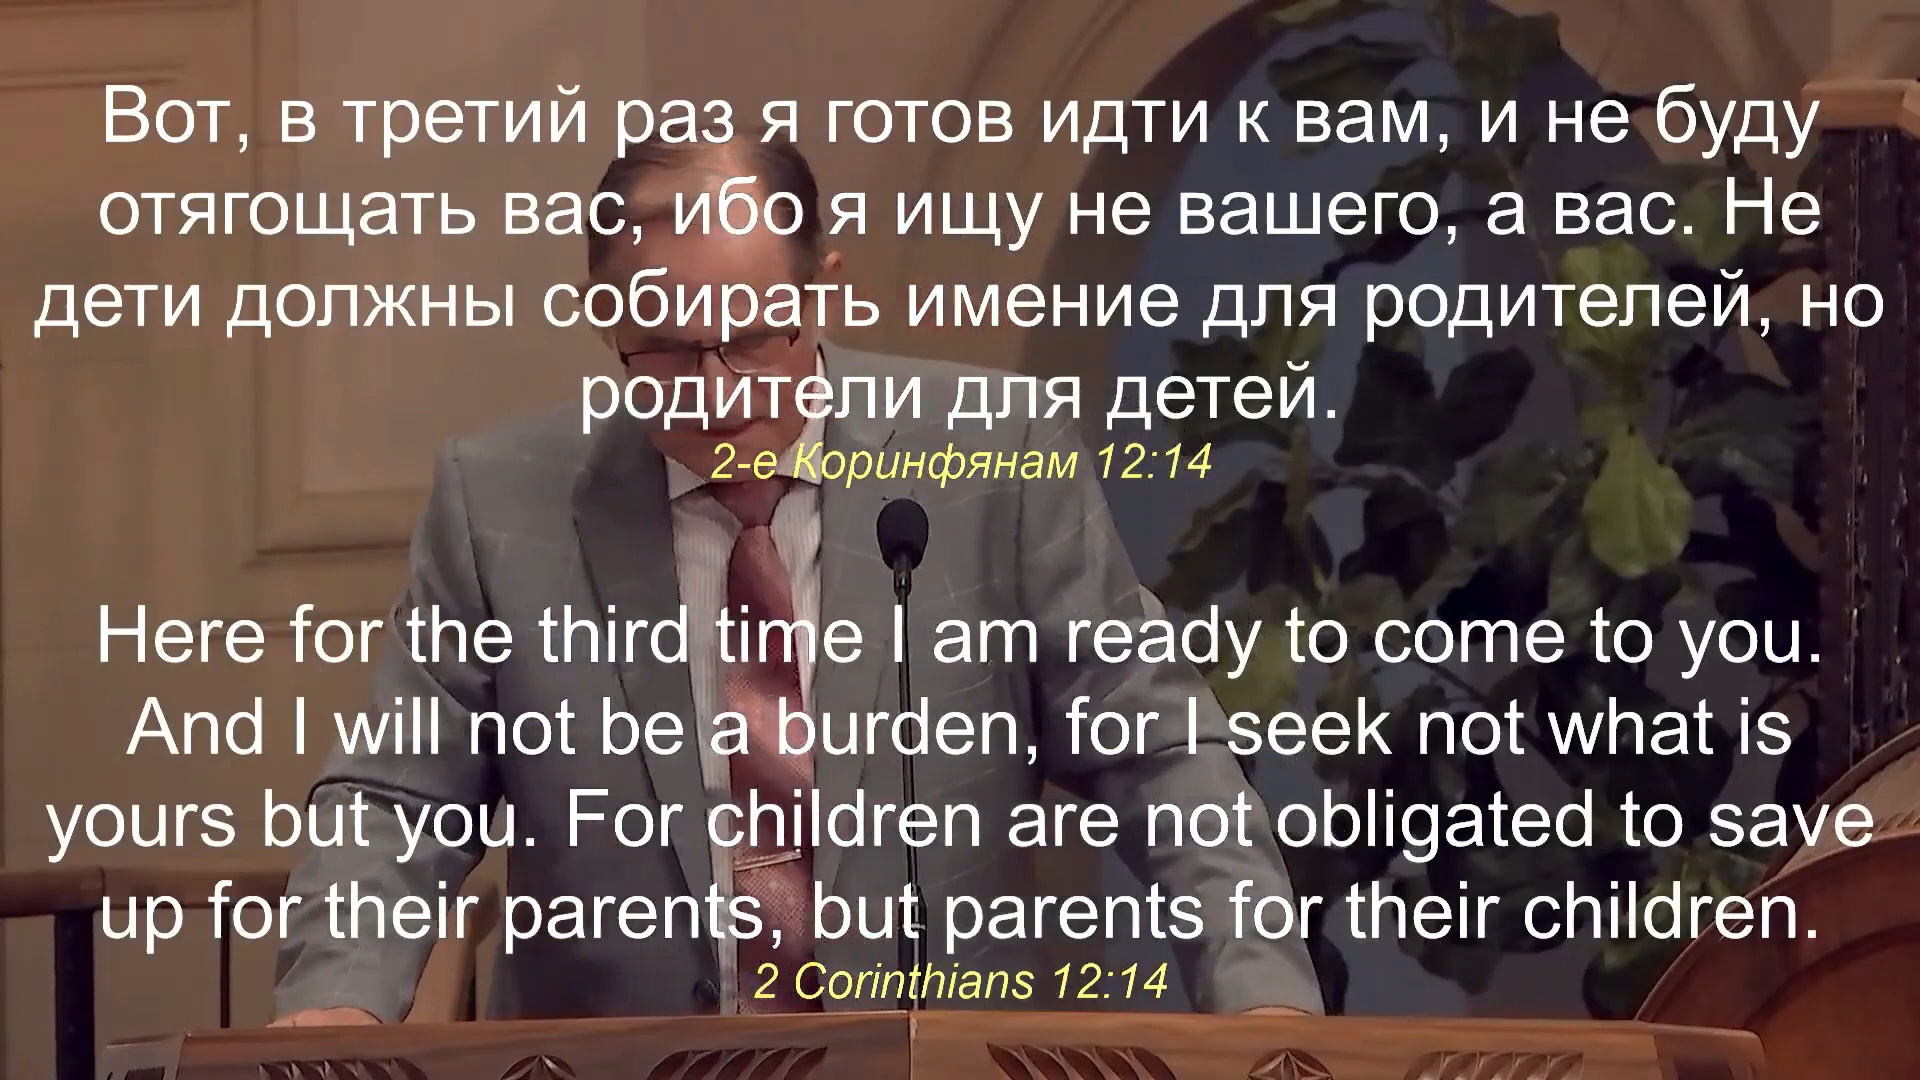 Вот, в третий раз я готов идти к вам, и не буду
отягощать вас, ибо я ищу не вашего, а вас. Не
дети должны собирать имение для родителей, но
родители для детей.
2-е Коринфянам 12:14
Here for the third time I am ready to come to you.
And I will not be a burden, for I seek not what is
yours but you. For children are not obligated to save
up for their parents, but parents for their children.
2 Corinthians 12:14